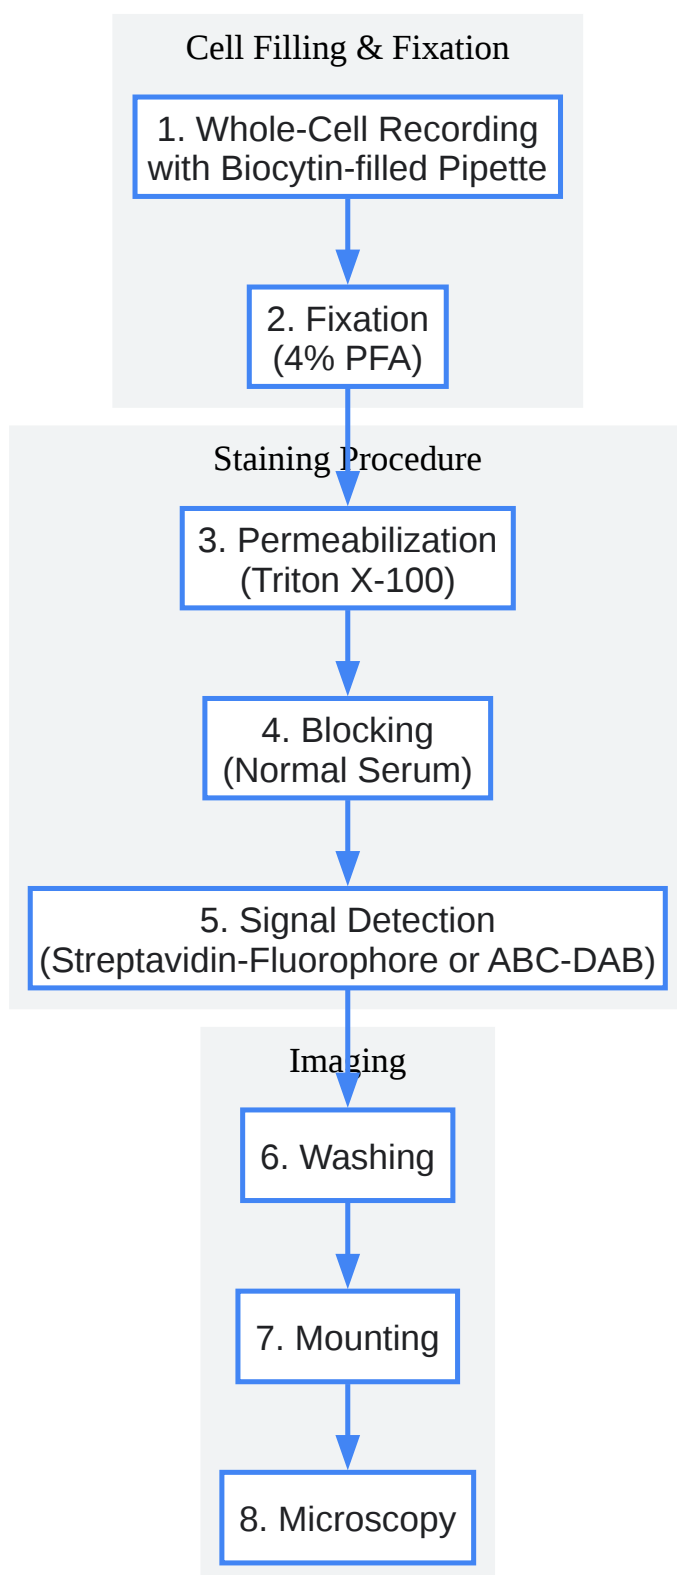 Cell Filling & Fixation
1. Whole-Cell Recording
with Biocytin-filled Pipette
2. Fixation
(4% PFA)
Staining Procedure
3. Permeabilization
(Triton X-100)
4. Blocking
(Normal Serum)
5. Signal Detection
(Streptavidin-Fluorophore or ABC-DAB)
Imaging
6. Washing
7. Mounting
8. Microscopy